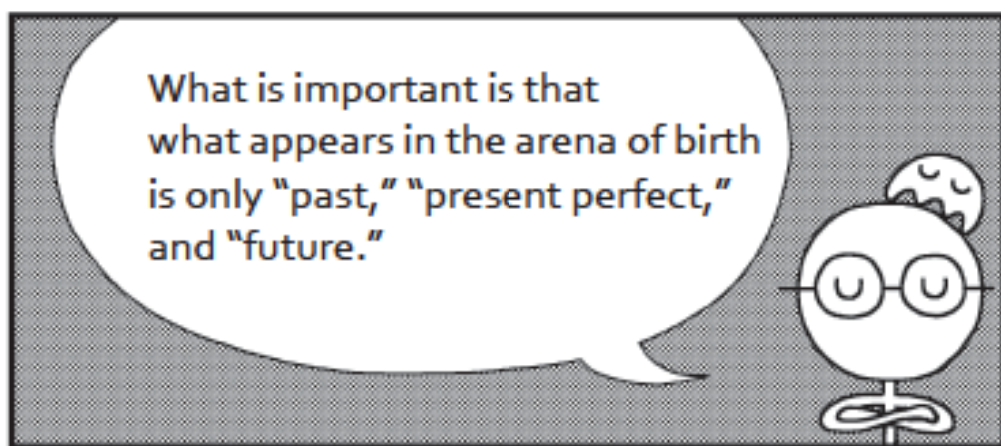 What is important is that
what appears in the arena of birth
is only “past,” “present perfect,”
and “future.”